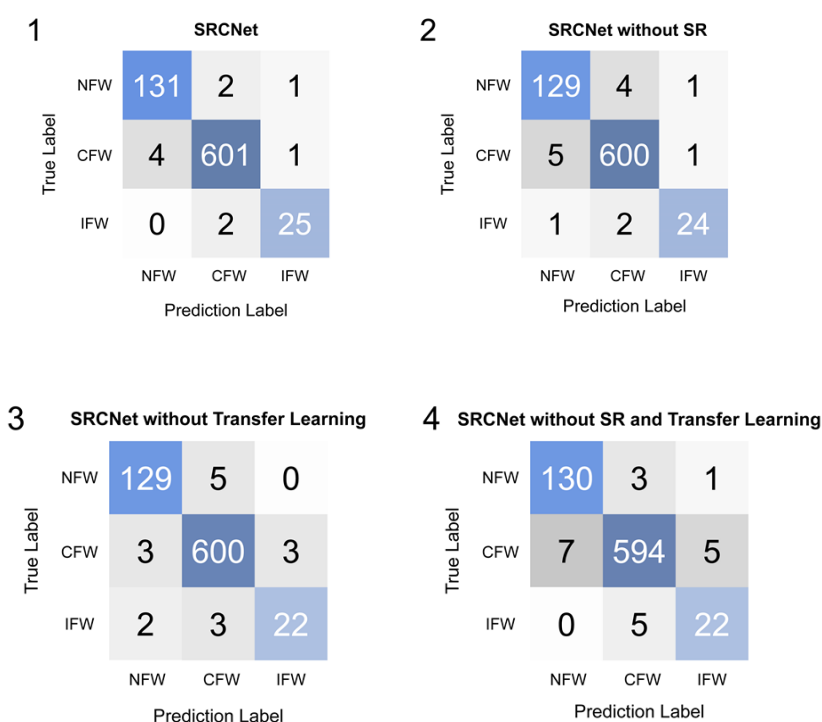 1
SRCNet
True Label
NFW 131 2 1
CFW 4 601 1
IFW 0 2 25
NFW CFW IFW
Prediction Label
2
SRCNet without SR
True Label
NFW 129 4 1
CFW 5 600 1
IFW 1 2 24
NFW CFW IFW
Prediction Label
3
SRCNet without Transfer Learning
True Label
NFW 129 5 0
CFW 3 600 3
IFW 2 3 22
NFW CFW IFW
Prediction Label
4
SRCNet without SR and Transfer Learning
True Label
NFW 130 3 1
CFW 7 594 5
IFW 0 5 22
NFW CFW IFW
Prediction Label